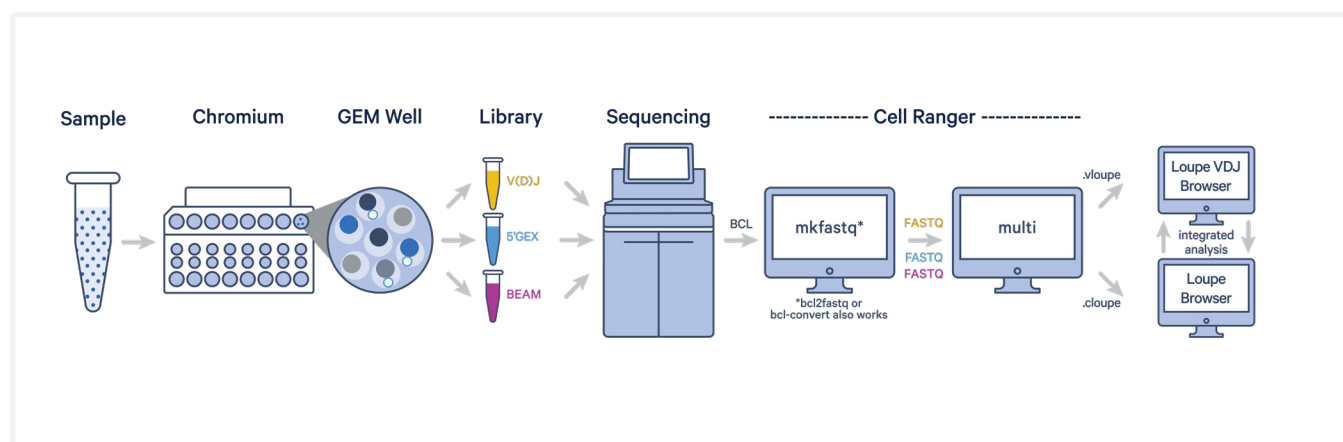 Sample
Chromium
GEM Well
Library
Sequencing
-------------- Cell Ranger --------------
V(D)J
5'GEX
BEAM
BCL
mkfastq*
*bcl2fastq or
bcl-convert also works
FASTQ
FASTQ
FASTQ
multi
.vloupe
.cloupe
Loupe VDJ
Browser
integrated
analysis
Loupe
Browser